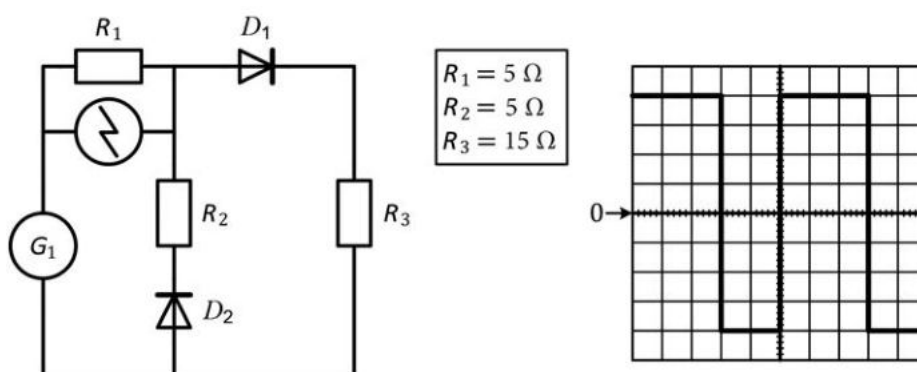 R₁
D₁
R₁ = 5 Ω
R₂ = 5 Ω
R₃ = 15 Ω
R₂
R₃
0
G₁
D₂